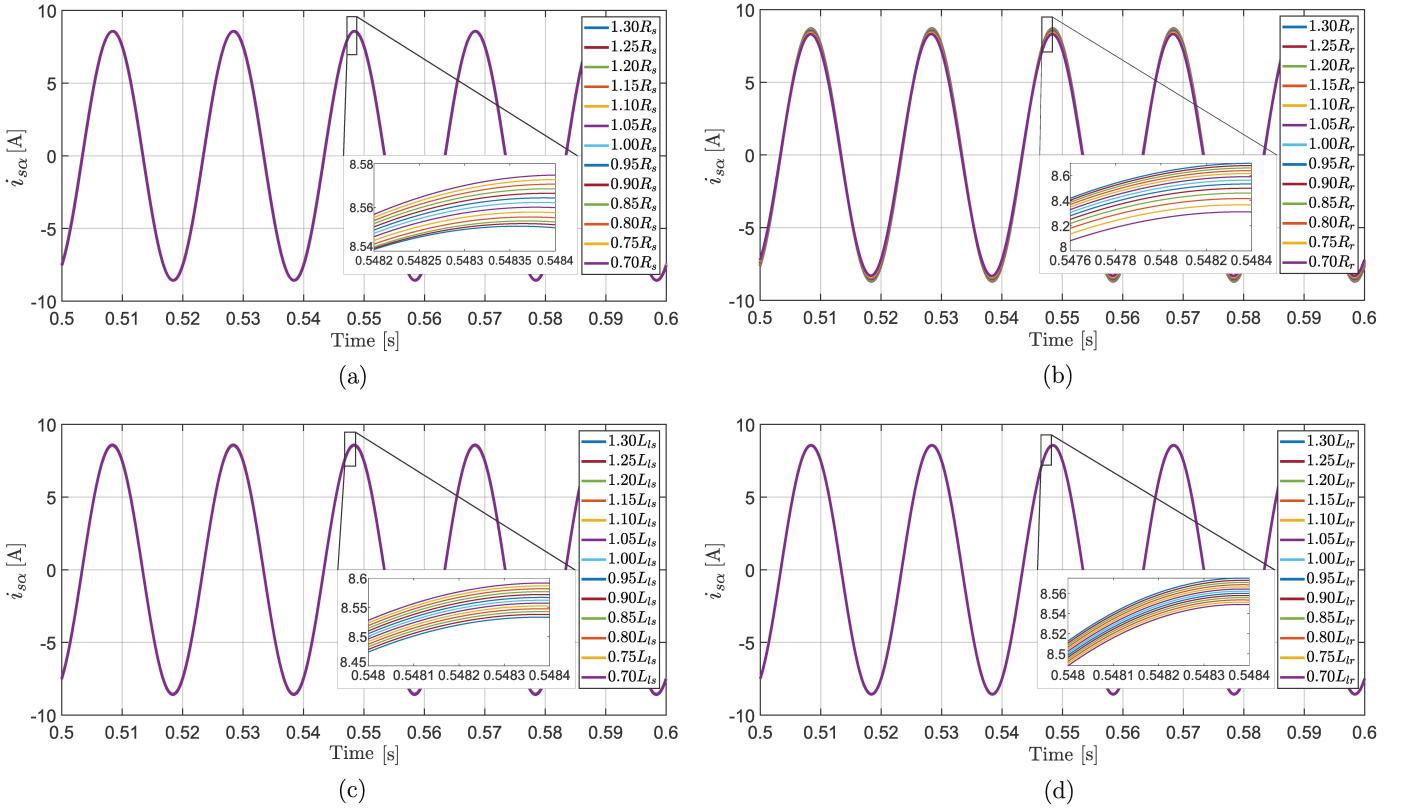 10
5
0
-5
-10
0.5 0.51 0.52 0.53 0.54 0.55 0.56 0.57 0.58 0.59 0.6
Time [s]
i_{sα} [A]
1.30R_s
1.25R_s
1.20R_s
1.15R_s
1.10R_s
1.05R_s
1.00R_s
0.95R_s
0.90R_s
0.85R_s
0.80R_s
0.75R_s
0.70R_s
8.58
8.56
8.54
0.5482 0.54825 0.5483 0.54835 0.5484
(a)
10
5
0
-5
-10
0.5 0.51 0.52 0.53 0.54 0.55 0.56 0.57 0.58 0.59 0.6
Time [s]
i_{sα} [A]
1.30R_r
1.25R_r
1.20R_r
1.15R_r
1.10R_r
1.05R_r
1.00R_r
0.95R_r
0.90R_r
0.85R_r
0.80R_r
0.75R_r
0.70R_r
8.6
8.4
8.2
8
0.5476 0.5478 0.548 0.5482 0.5484
(b)
10
5
0
-5
-10
0.5 0.51 0.52 0.53 0.54 0.55 0.56 0.57 0.58 0.59 0.6
Time [s]
i_{sα} [A]
1.30L_{ls}
1.25L_{ls}
1.20L_{ls}
1.15L_{ls}
1.10L_{ls}
1.05L_{ls}
1.00L_{ls}
0.95L_{ls}
0.90L_{ls}
0.85L_{ls}
0.80L_{ls}
0.75L_{ls}
0.70L_{ls}
8.6
8.55
8.5
8.45
0.548 0.5481 0.5482 0.5483 0.5484
(c)
10
5
0
-5
-10
0.5 0.51 0.52 0.53 0.54 0.55 0.56 0.57 0.58 0.59 0.6
Time [s]
i_{sα} [A]
1.30L_{lr}
1.25L_{lr}
1.20L_{lr}
1.15L_{lr}
1.10L_{lr}
1.05L_{lr}
1.00L_{lr}
0.95L_{lr}
0.90L_{lr}
0.85L_{lr}
0.80L_{lr}
0.75L_{lr}
0.70L_{lr}
8.56
8.54
8.52
8.5
0.548 0.5481 0.5482 0.5483 0.5484
(d)